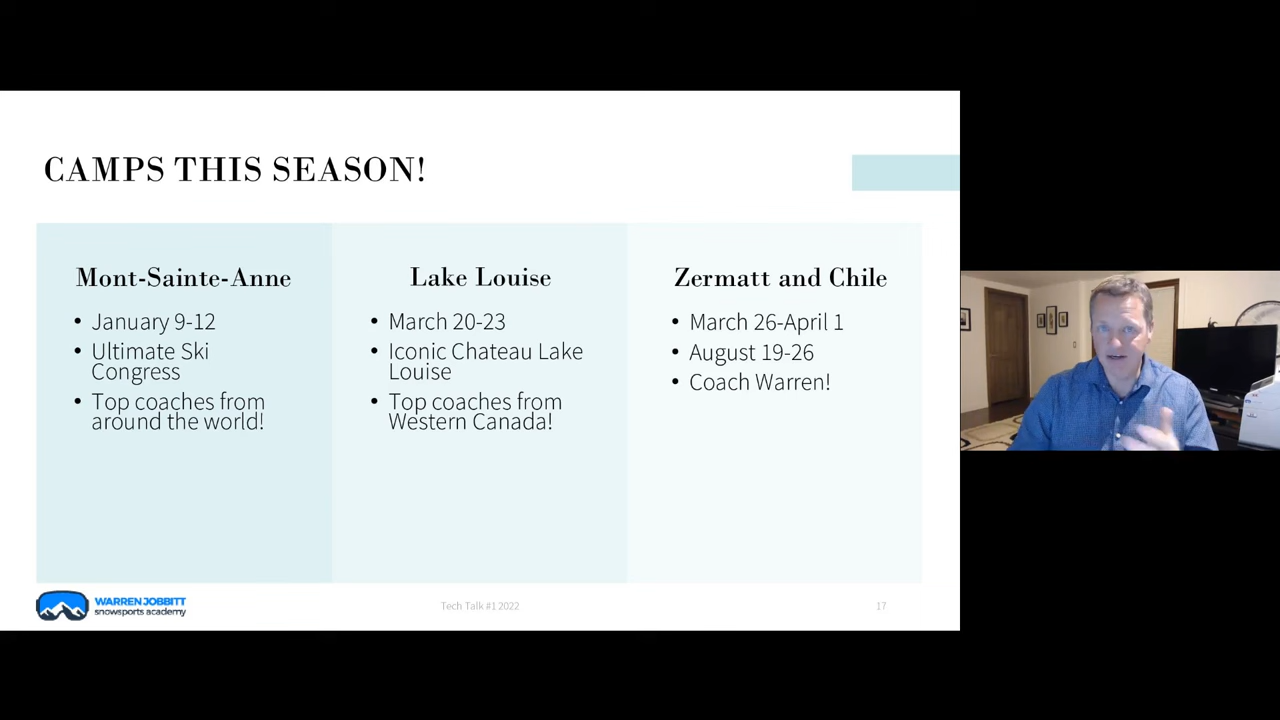 CAMPS THIS SEASON!
Mont-Sainte-Anne
• January 9-12
• Ultimate Ski
Congress
• Top coaches from
around the world!
Lake Louise
• March 20-23
• Iconic Chateau Lake
Louise
• Top coaches from
Western Canada!
Zermatt and Chile
• March 26-April 1
• August 19-26
• Coach Warren!
WARREN JOBBITT
snowsports academy
Tech Talk #1 2022
17